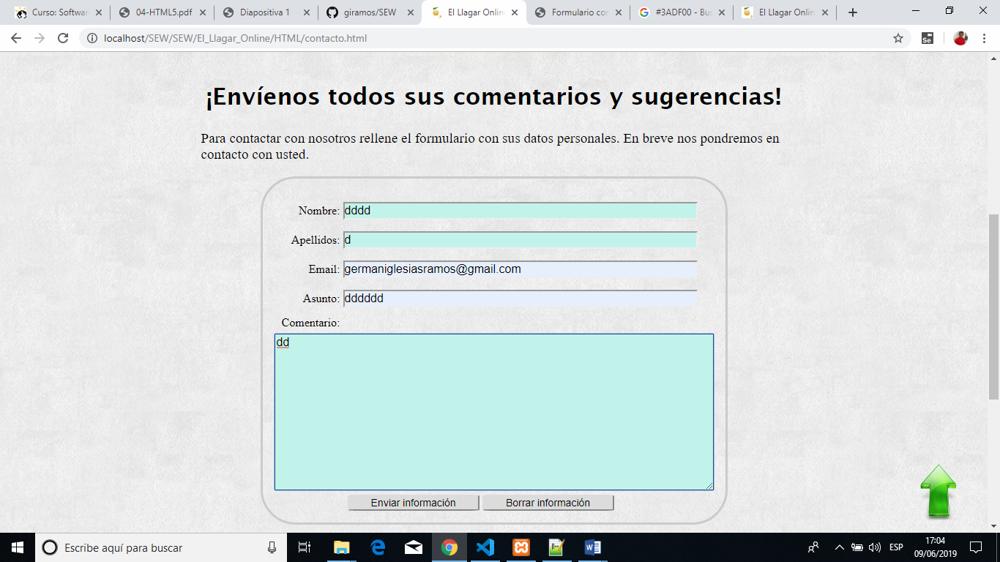 Curso: Softwar
04-HTML5.pdf
Diapositiva 1
giramos/SEW
El Llagar Onlin
Formulario cor
#3ADF00 - Bus
El Llagar Onlin
localhost/SEW/SEW/El_Llagar_Online/HTML/contacto.html
Se
¡Envíenos todos sus comentarios y sugerencias!
Para contactar con nosotros rellene el formulario con sus datos personales. En breve nos pondremos en
contacto con usted.
Nombre: dddd
Apellidos: d
Email: germaniglesiasramos@gmail.com
Asunto: dddddd
Comentario:
dd
Enviar información Borrar información
Escribe aquí para buscar
ESP
17:04
09/06/2019